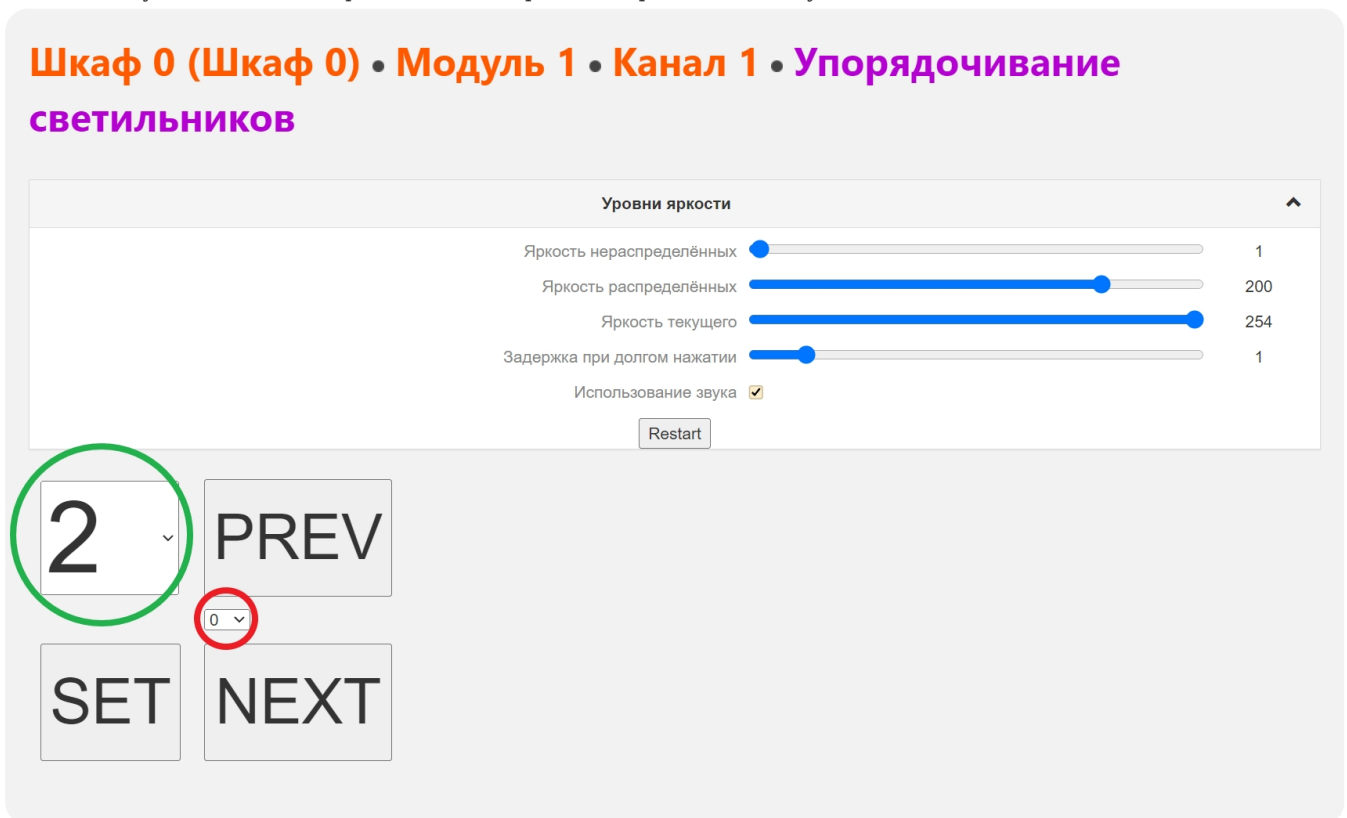 Шкаф 0 (Шкаф 0) • Модуль 1 • Канал 1 • Упорядочивание
светильников
Уровни яркости
Яркость нераспределённых 1
Яркость распределённых 200
Яркость текущего 254
Задержка при долгом нажатии 1
Использование звука
Restart
2 PREV
0
SET NEXT